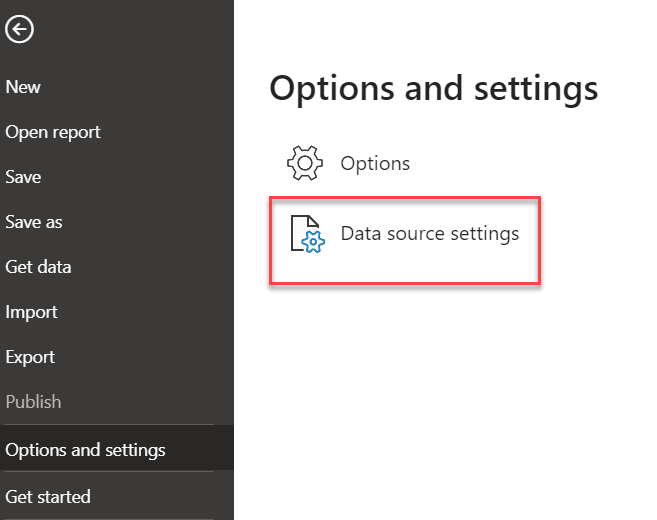 New
Open report
Save
Save as
Get data
Import
Export
Publish
Options and settings
Get started
Options and settings
Options
Data source settings